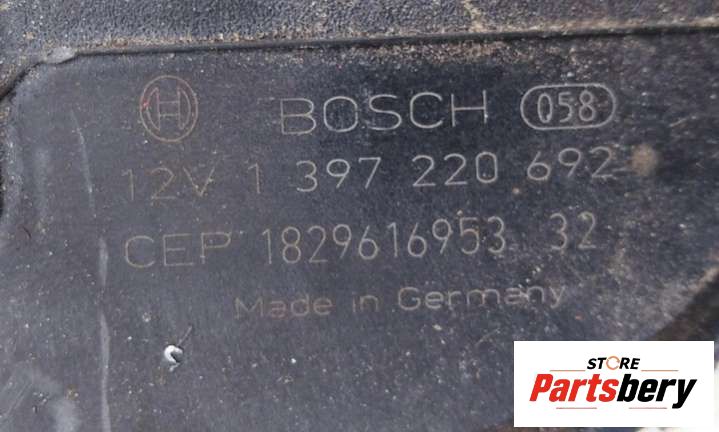 BOSCH 058
12V 1 397 220 692
CEP 1829616953 32
Made in Germany
STORE
Partsbery